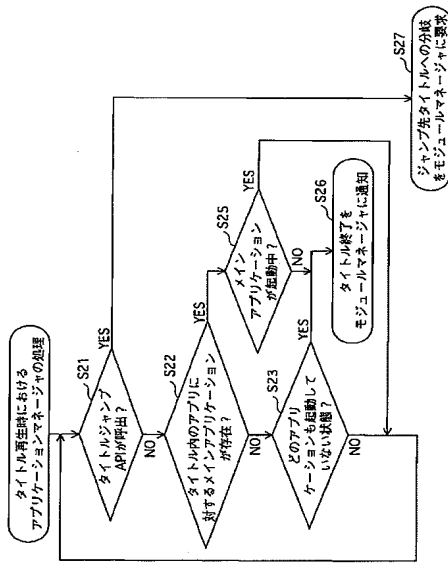 タイトル再生時における
アプリケーションマネージャの処理
S21
タイトルジャンプ
APIが呼出?
YES
NO
S22
タイトル内のアプリに
対するメインアプリケーション
が存在?
YES
NO
S25
メイン
アプリケーション
が起動中?
YES
NO
S23
どのアプリ
ケーションも起動して
いない状態?
YES
NO
S26
タイトル終了を
モジュールマネージャに通知
S27
ジャンプ先タイトルへの分岐
をモジュールマネージャに要求